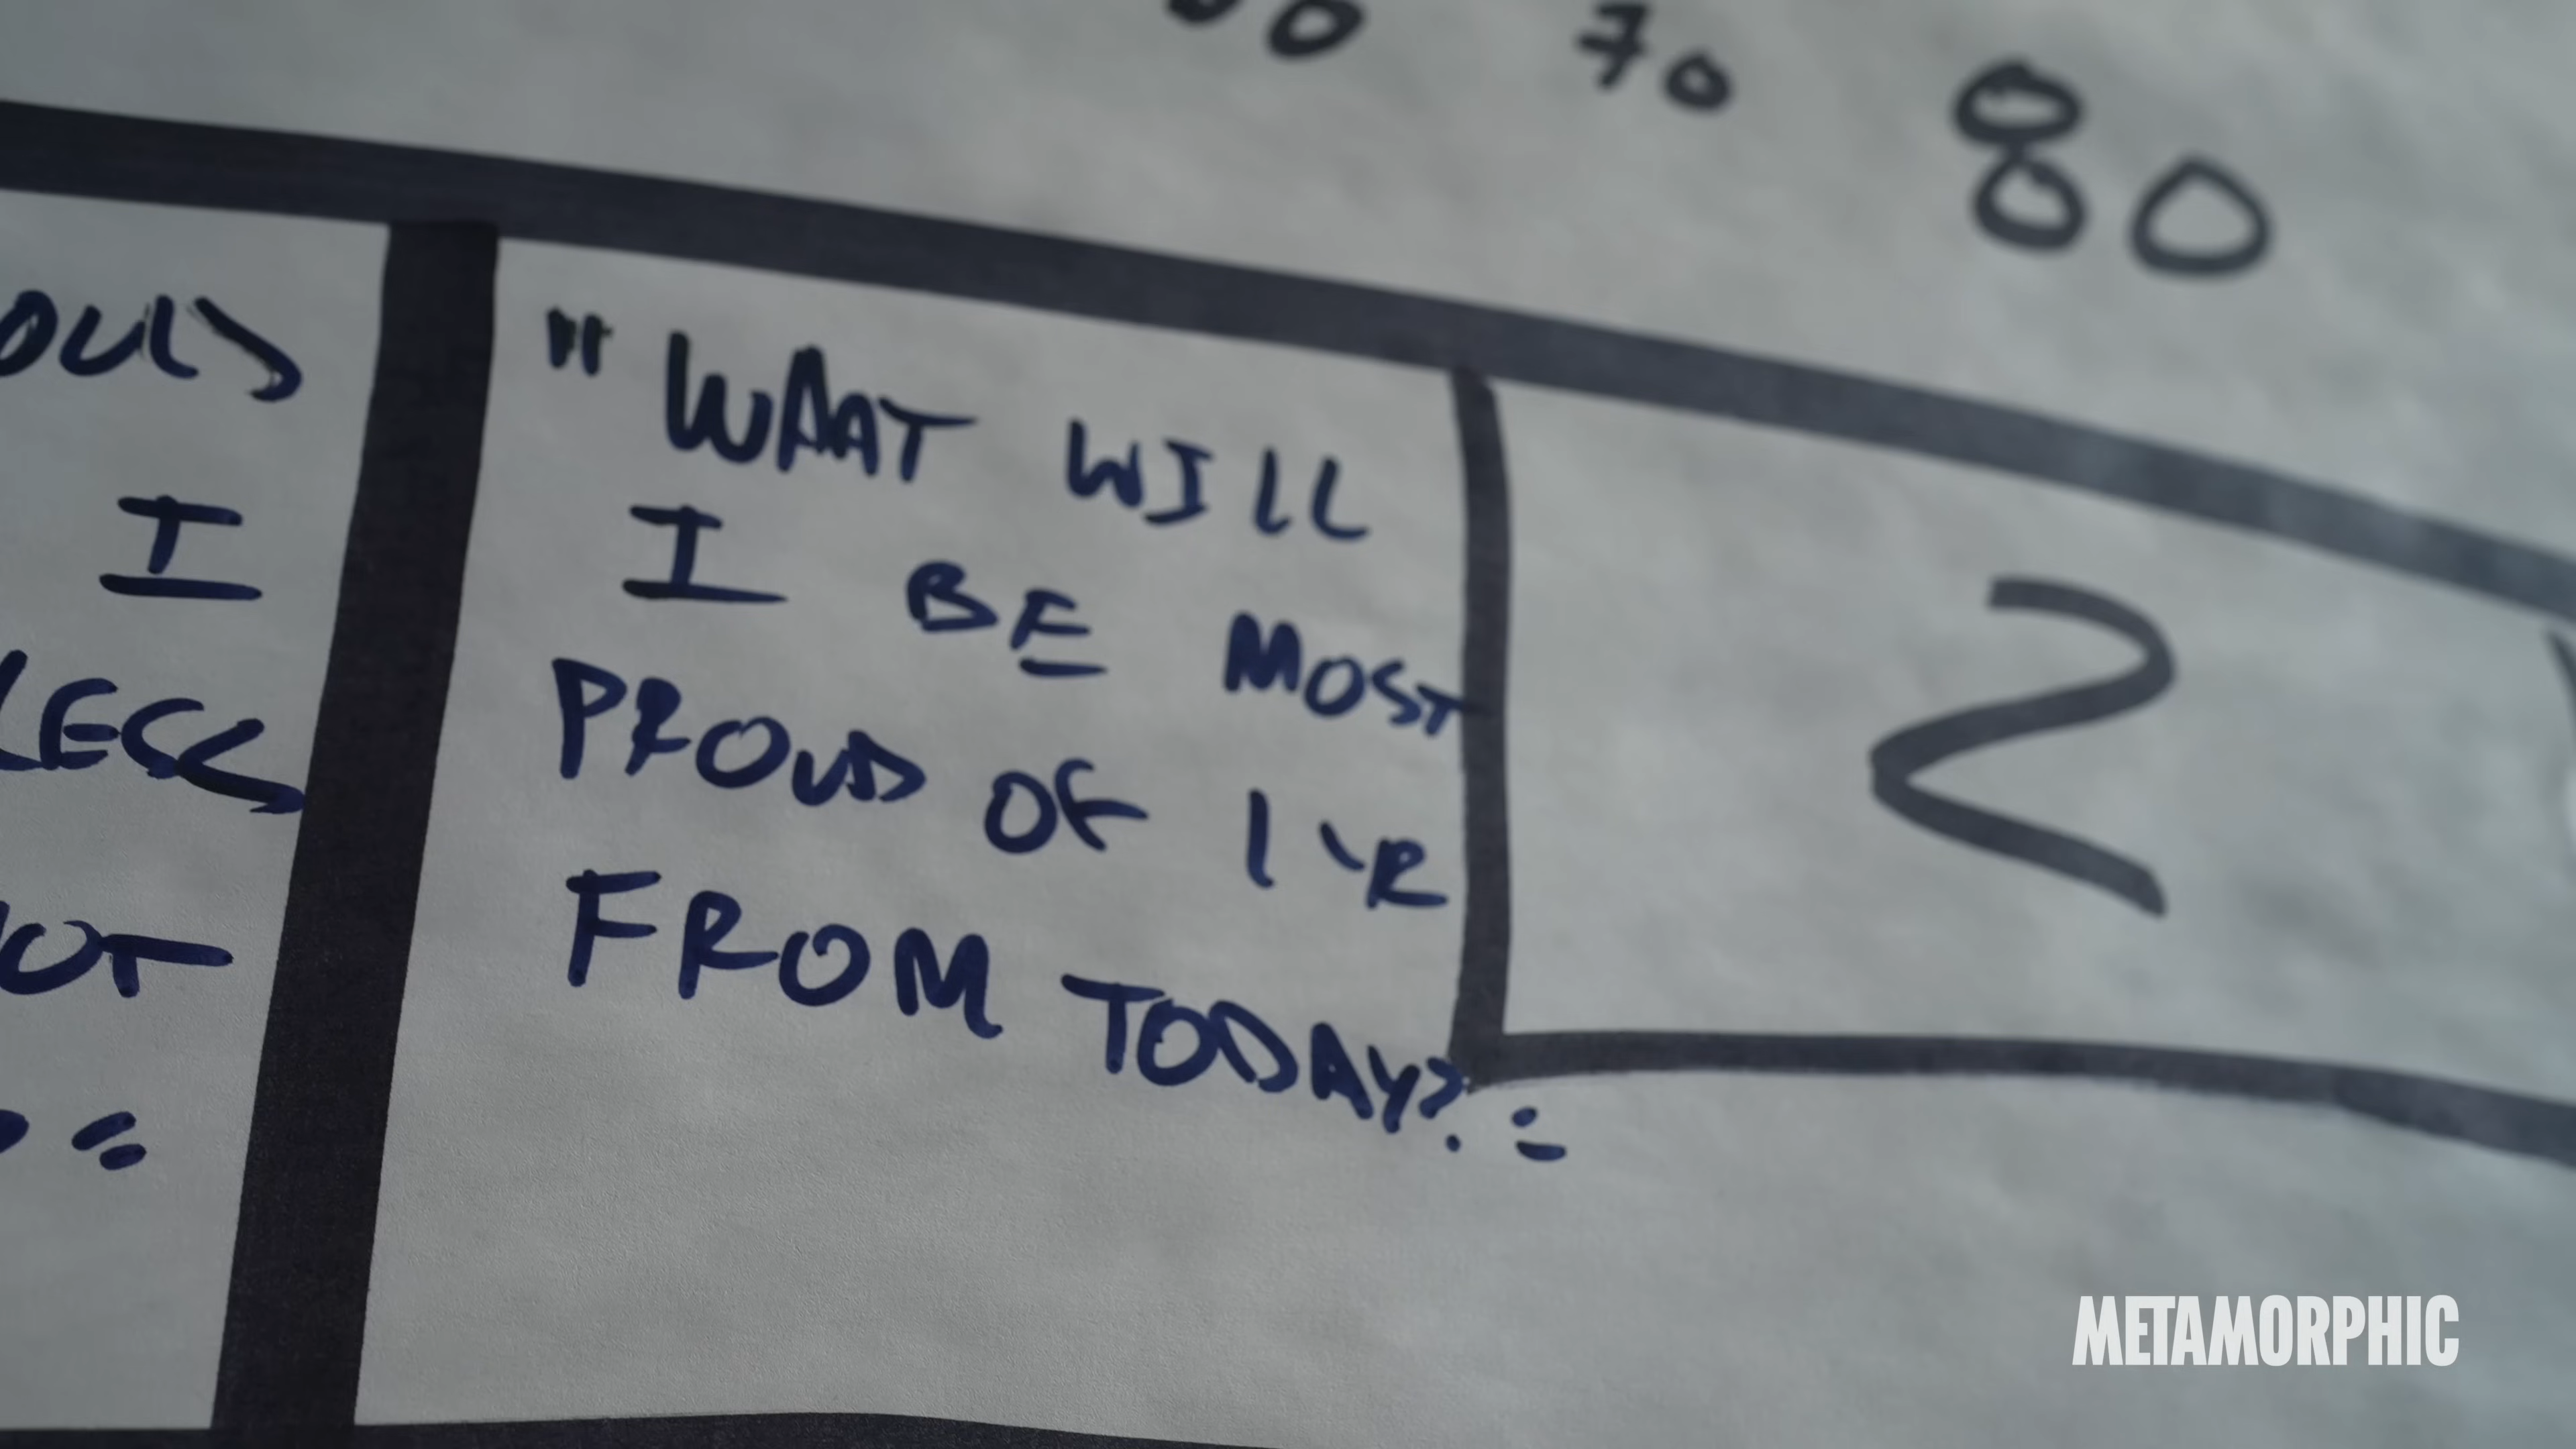 70 80
"WHAT WILL
I BE MOST
PROUD OF 1 YR
FROM TODAY?"
2
I
METAMORPHIC